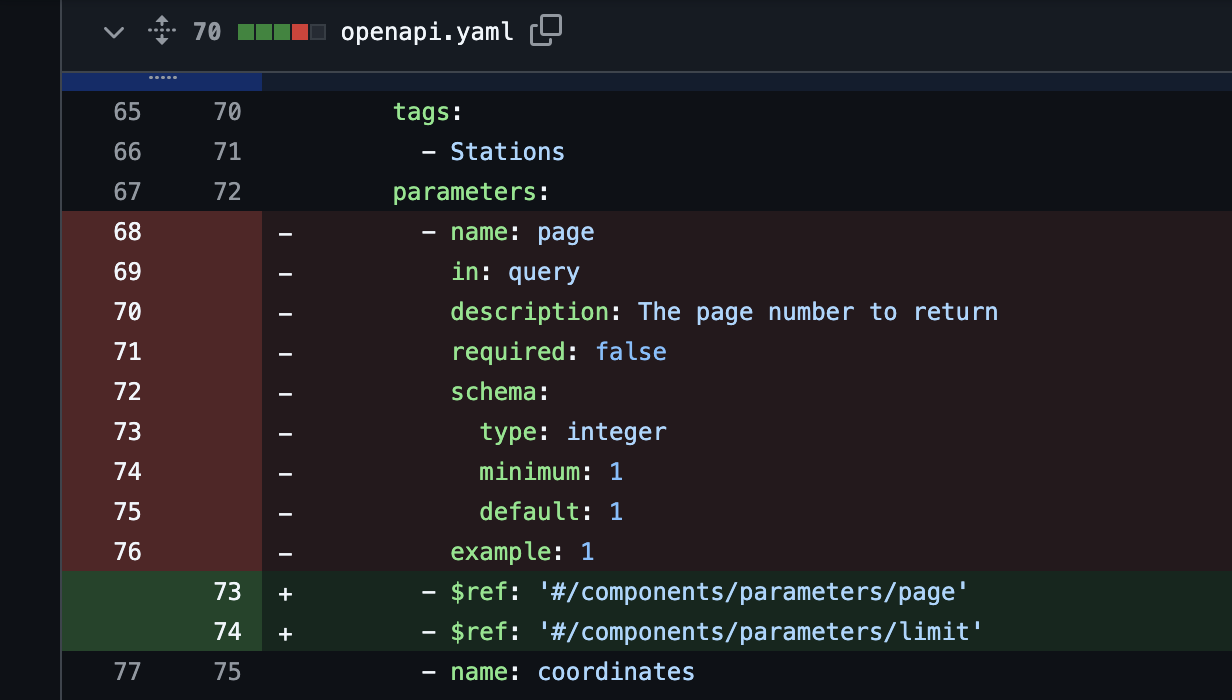 70 openapi.yaml
65 70 tags:
66 71 - Stations
67 72 parameters:
68 - - name: page
69 - in: query
70 - description: The page number to return
71 - required: false
72 - schema:
73 - type: integer
74 - minimum: 1
75 - default: 1
76 - example: 1
73 + - $ref: '#/components/parameters/page'
74 + - $ref: '#/components/parameters/limit'
77 75 - name: coordinates